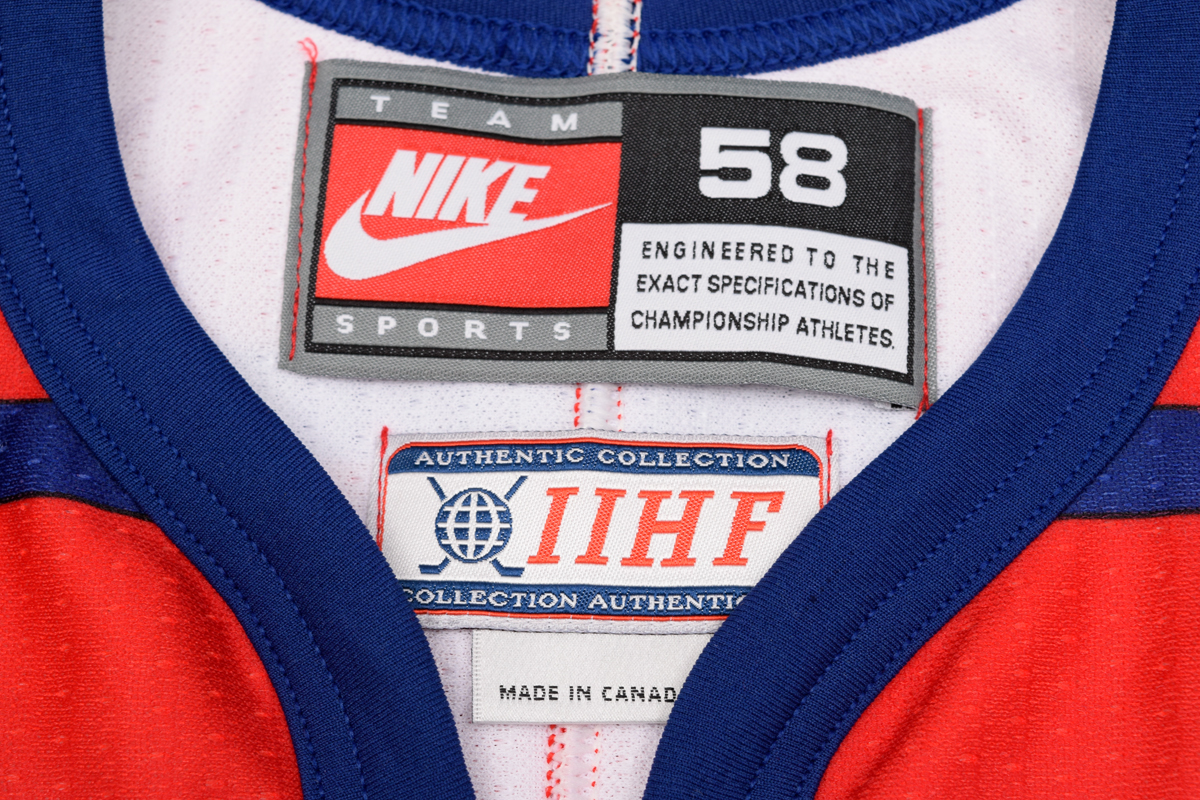 TEAM
NIKE
SPORTS
58
ENGINEERED TO THE
EXACT SPECIFICATIONS OF
CHAMPIONSHIP ATHLETES.
AUTHENTIC COLLECTION
IIHF
COLLECTION AUTHENTIC
MADE IN CANAD